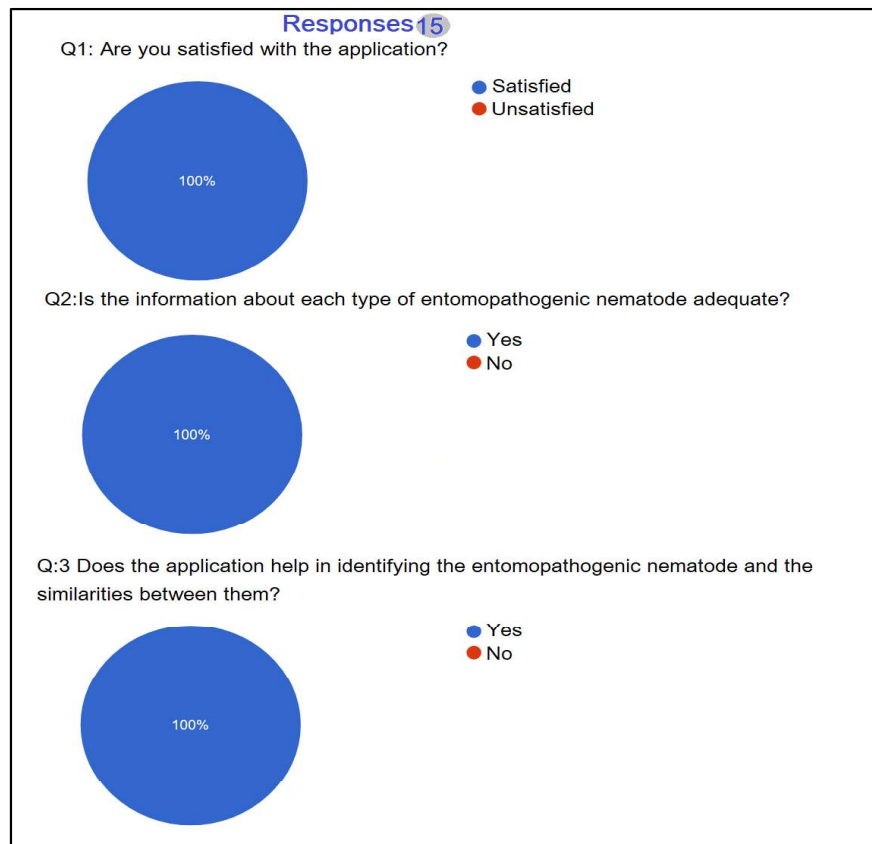 Responses 15
Q1: Are you satisfied with the application?
Satisfied
Unsatisfied
100%
Q2:Is the information about each type of entomopathogenic nematode adequate?
Yes
No
100%
Q:3 Does the application help in identifying the entomopathogenic nematode and the
similarities between them?
Yes
No
100%